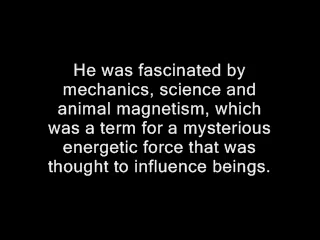 He was fascinated by
mechanics, science and
animal magnetism, which
was a term for a mysterious
energetic force that was
thought to influence beings.